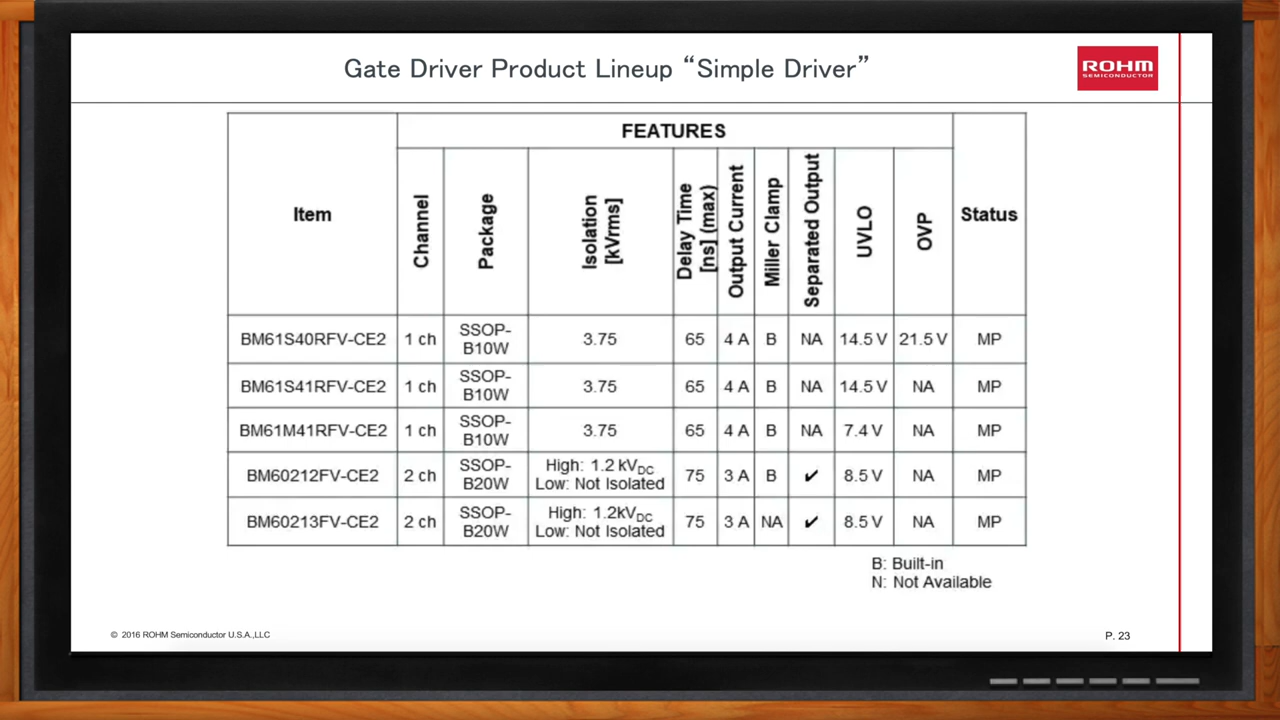 Gate Driver Product Lineup “Simple Driver”
ROHM
SEMICONDUCTOR
Item
FEATURES
Status
Channel
Package
Isolation
[kVrms]
Delay Time
[ns] (max)
Output Current
Miller Clamp
Separated Output
UVLO
OVP
BM61S40RFV-CE2 1 ch SSOP-B10W 3.75 65 4 A B NA 14.5 V 21.5 V MP
BM61S41RFV-CE2 1 ch SSOP-B10W 3.75 65 4 A B NA 14.5 V NA MP
BM61M41RFV-CE2 1 ch SSOP-B10W 3.75 65 4 A B NA 7.4 V NA MP
BM60212FV-CE2 2 ch SSOP-B20W High: 1.2 kVDC Low: Not Isolated 75 3 A B ✔ 8.5 V NA MP
BM60213FV-CE2 2 ch SSOP-B20W High: 1.2kVDC Low: Not Isolated 75 3 A NA ✔ 8.5 V NA MP
B: Built-in
N: Not Available
© 2016 ROHM Semiconductor U.S.A.,LLC
P. 23